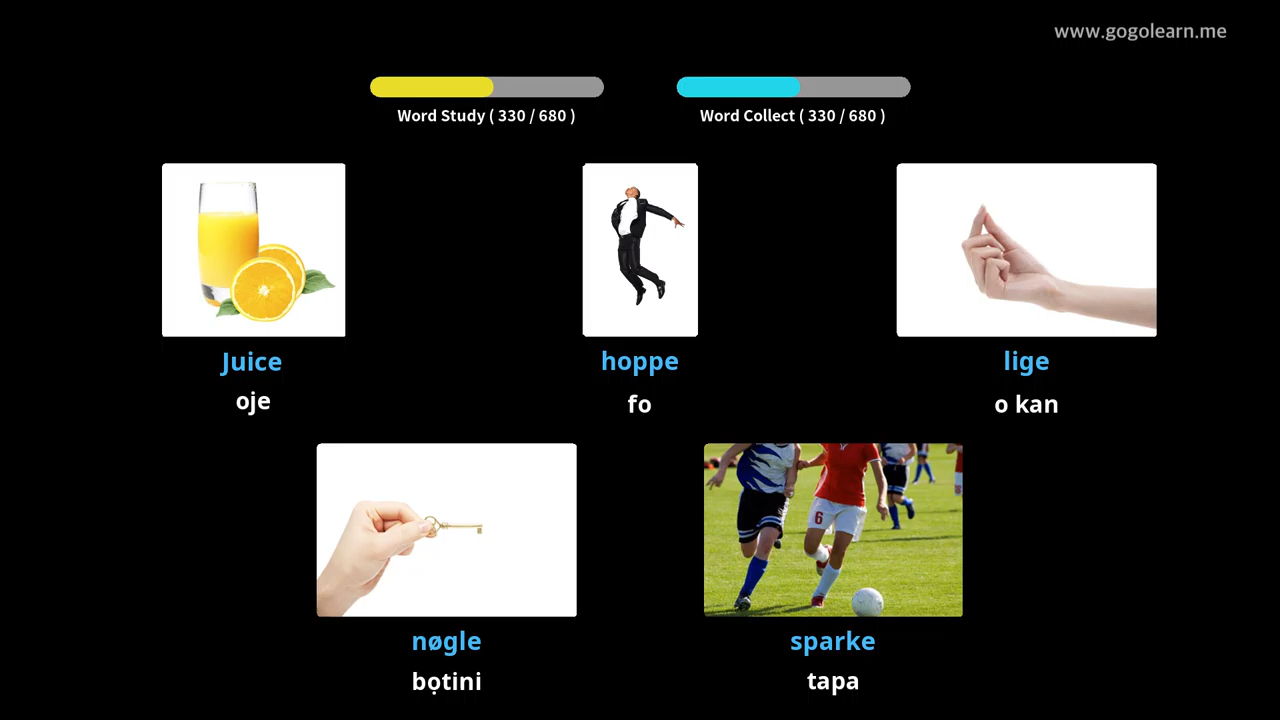 www.gogolearn.me
Word Study ( 330 / 680 )
Word Collect ( 330 / 680 )
Juice
hoppe
lige
oje
fo
o kan
nøgle
sparke
bọtini
tapa
6